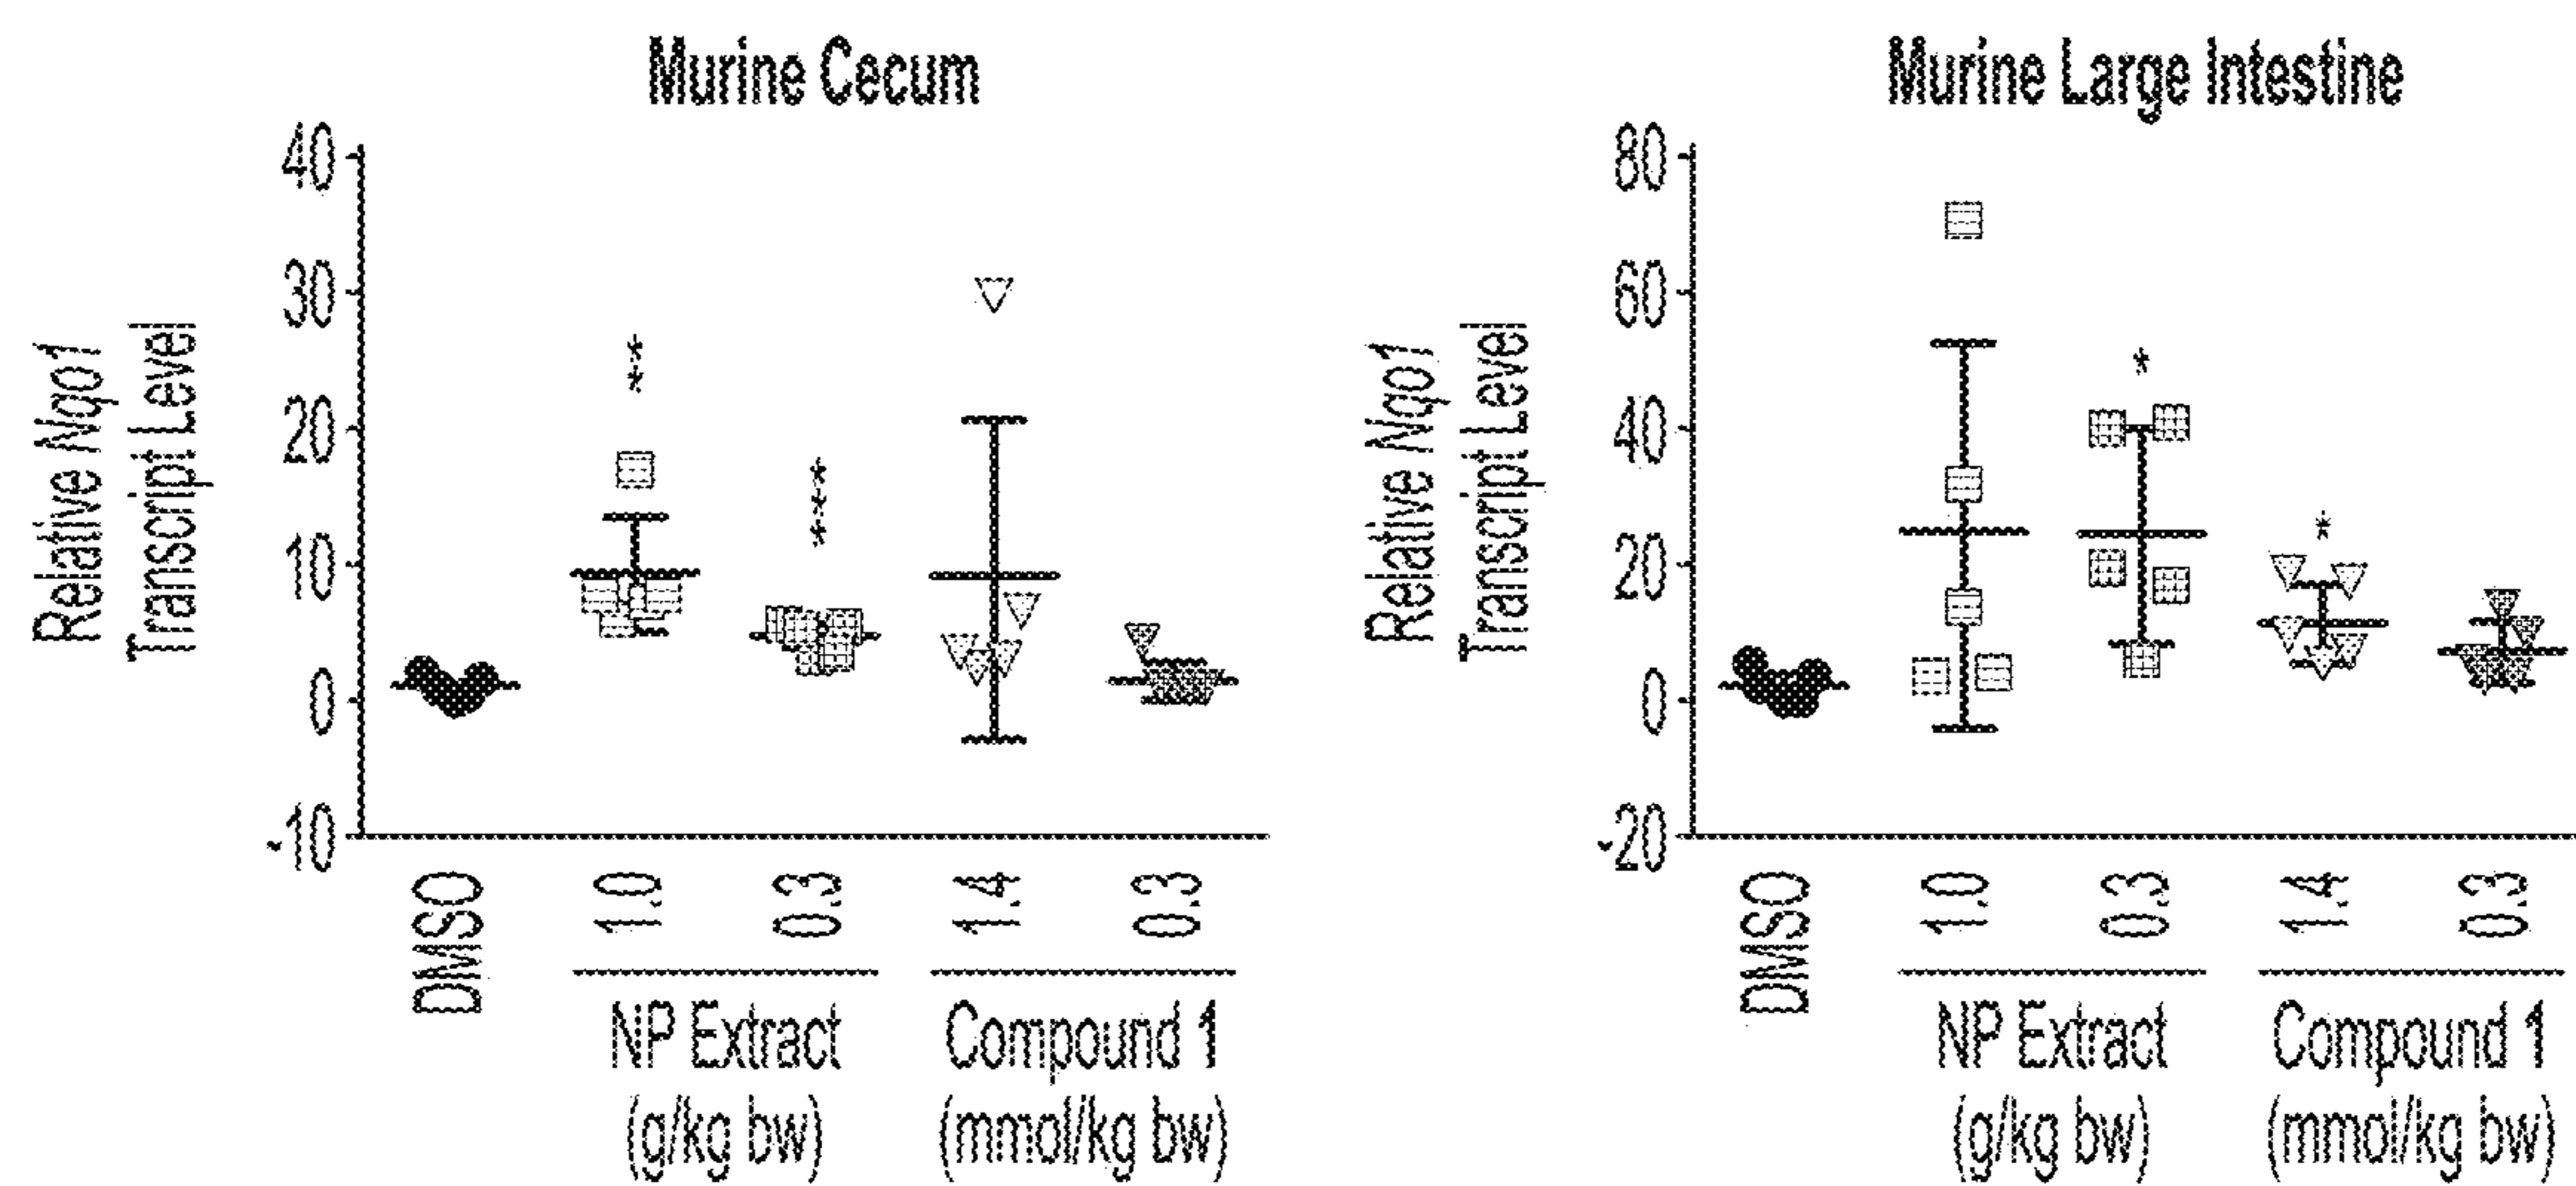 Murine Cecum
Relative Nqo1
Transcript Level
40
30
20
10
0
-10
**
***
DMSO
1.0
0.3
1.4
0.3
NP Extract
(g/kg bw)
Compound 1
(mmol/kg bw)
Murine Large Intestine
Relative Nqo1
Transcript Level
80
60
40
20
0
-20
*
*
DMSO
1.0
0.3
1.4
0.3
NP Extract
(g/kg bw)
Compound 1
(mmol/kg bw)